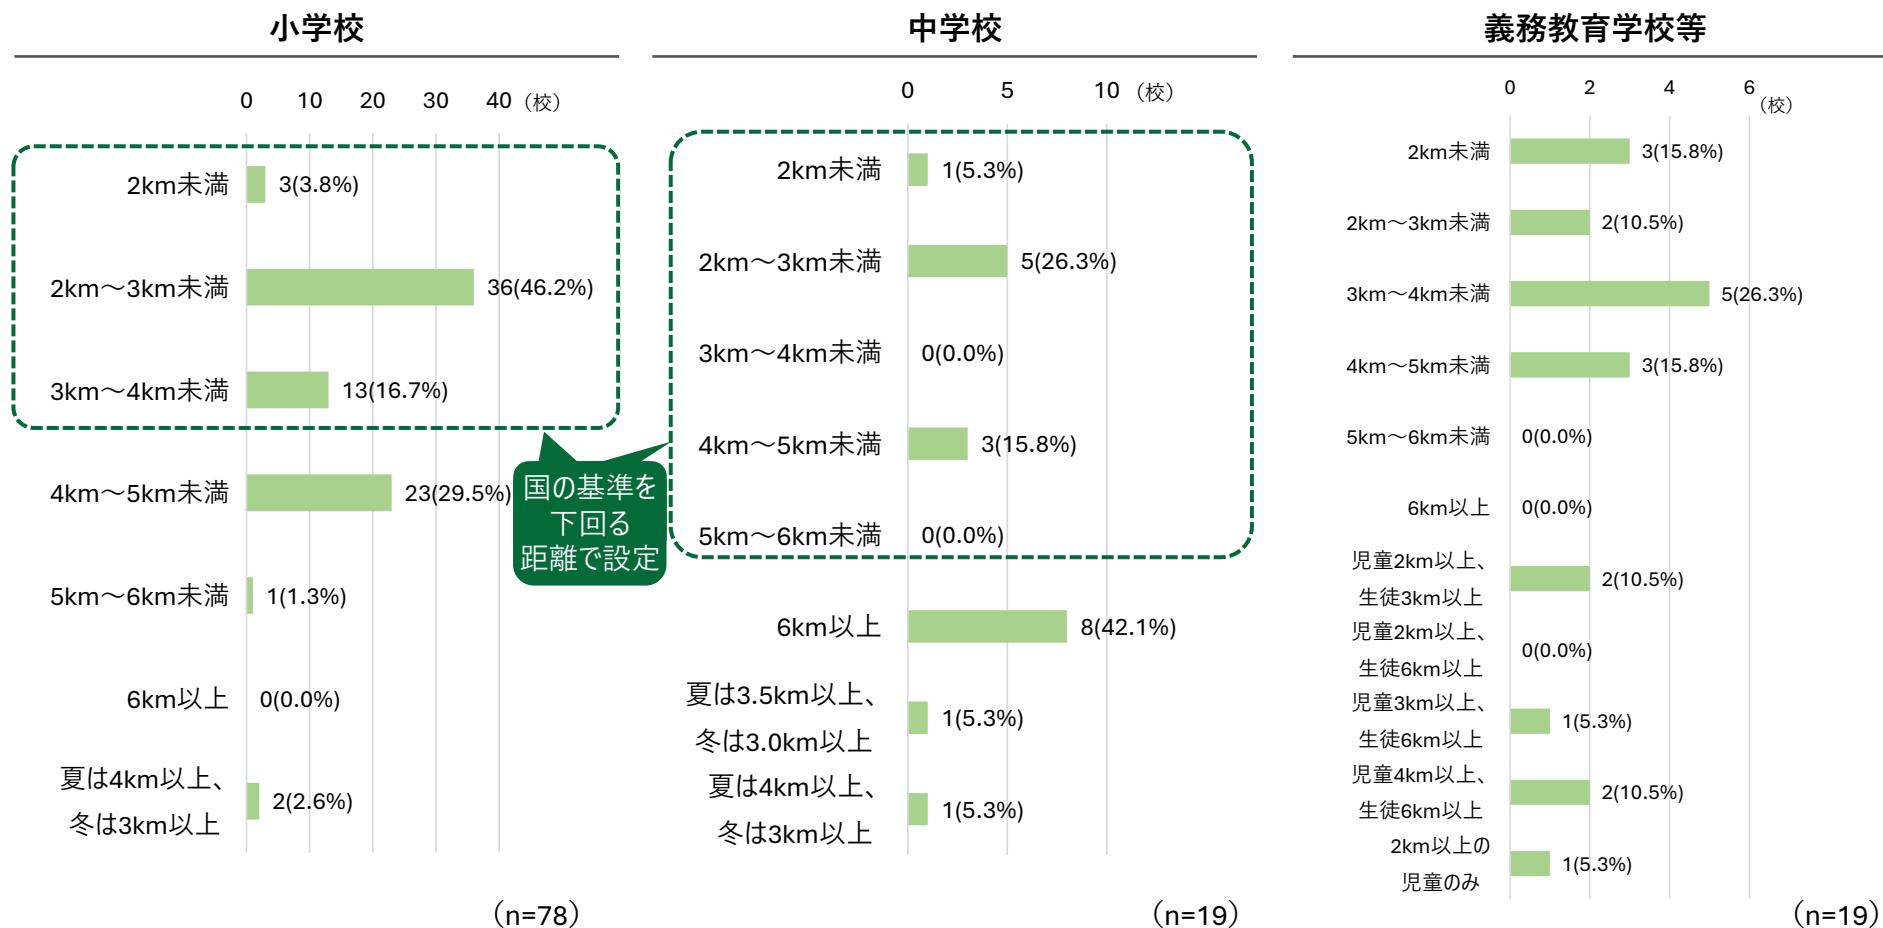 小学校
0 10 20 30 40 （校）
2km未満 3(3.8%)
2km～3km未満 36(46.2%)
3km～4km未満 13(16.7%)
4km～5km未満 23(29.5%)
5km～6km未満 1(1.3%)
6km以上 0(0.0%)
夏は4km以上、
冬は3km以上 2(2.6%)
（n=78）
国の基準を
下回る
距離で設定
中学校
0 5 10 （校）
2km未満 1(5.3%)
2km～3km未満 5(26.3%)
3km～4km未満 0(0.0%)
4km～5km未満 3(15.8%)
5km～6km未満 0(0.0%)
6km以上 8(42.1%)
夏は3.5km以上、
冬は3.0km以上 1(5.3%)
夏は4km以上、
冬は3km以上 1(5.3%)
（n=19）
義務教育学校等
0 2 4 6 （校）
2km未満 3(15.8%)
2km～3km未満 2(10.5%)
3km～4km未満 5(26.3%)
4km～5km未満 3(15.8%)
5km～6km未満 0(0.0%)
6km以上 0(0.0%)
児童2km以上、
生徒3km以上 2(10.5%)
児童2km以上、
生徒6km以上 0(0.0%)
児童3km以上、
生徒6km以上 1(5.3%)
児童4km以上、
生徒6km以上 2(10.5%)
2km以上の
児童のみ 1(5.3%)
（n=19）